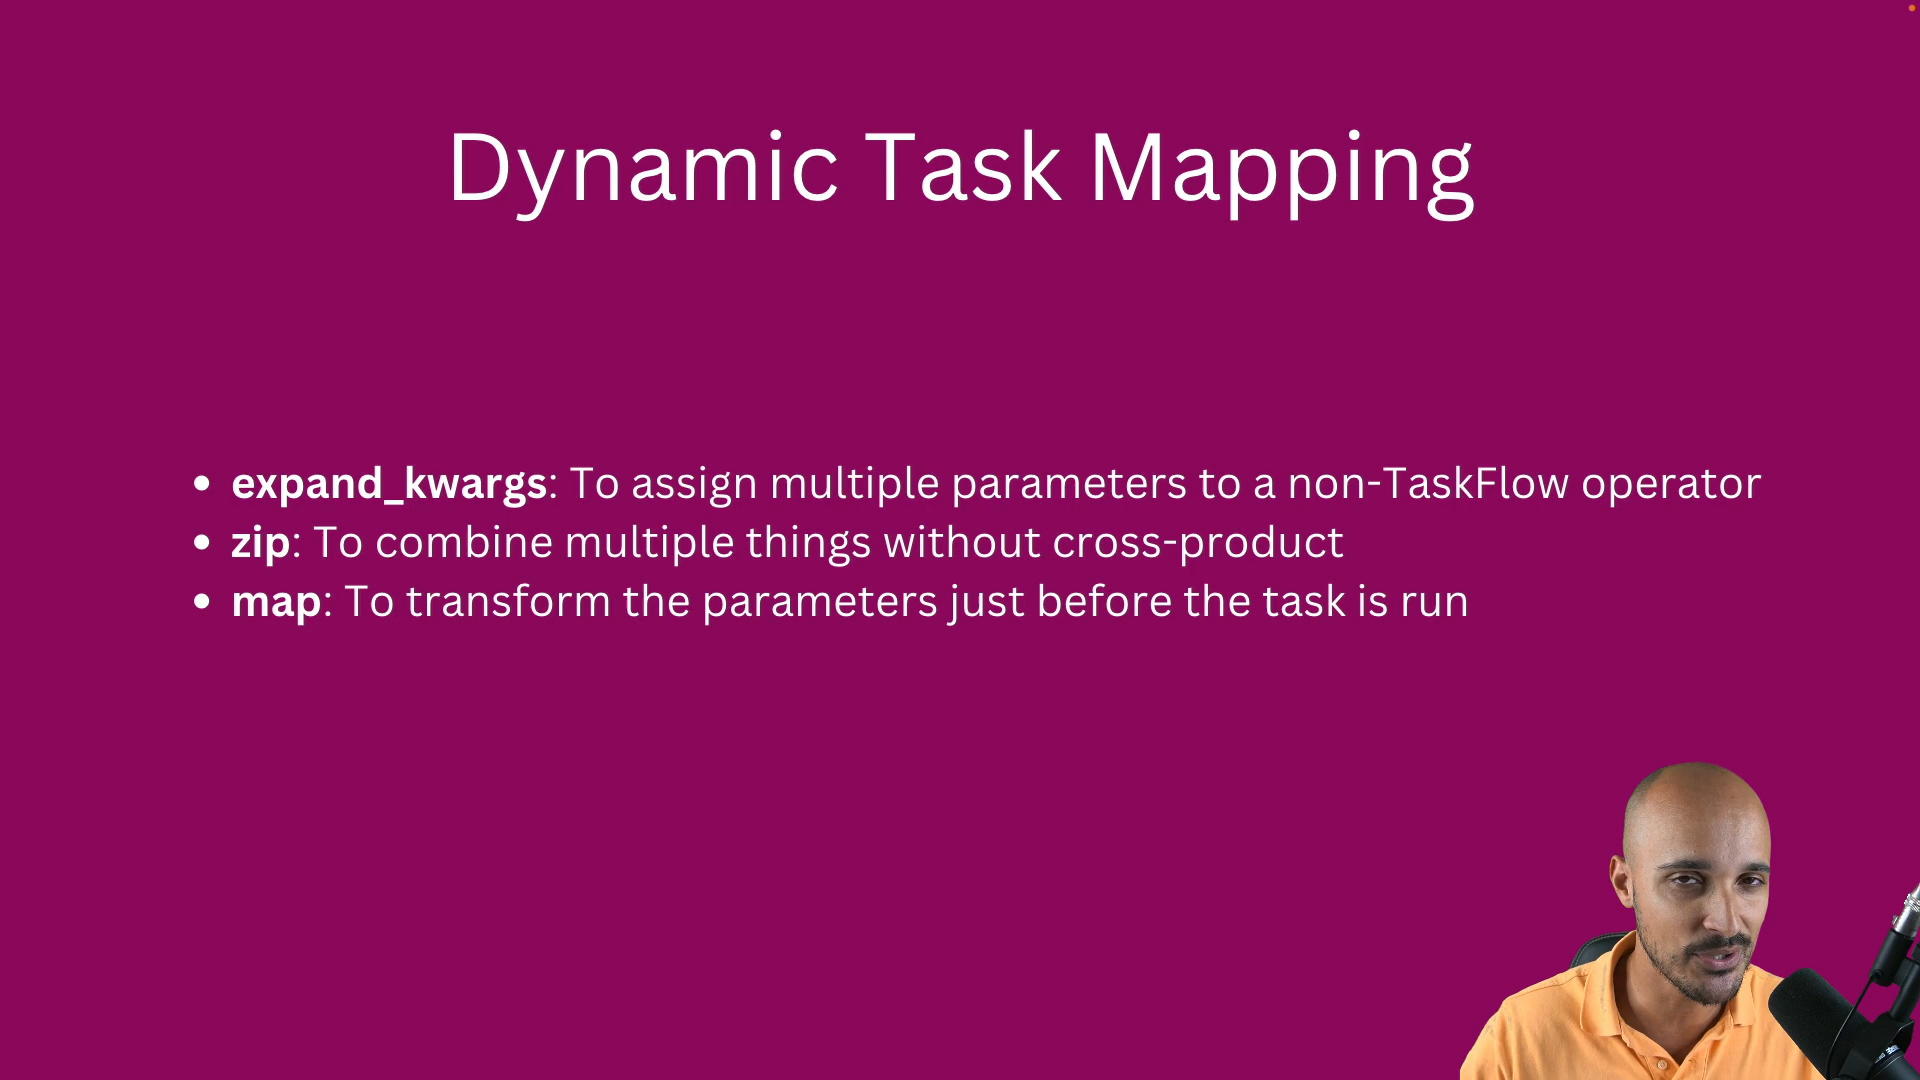 Dynamic Task Mapping
• expand_kwargs: To assign multiple parameters to a non-TaskFlow operator
• zip: To combine multiple things without cross-product
• map: To transform the parameters just before the task is run